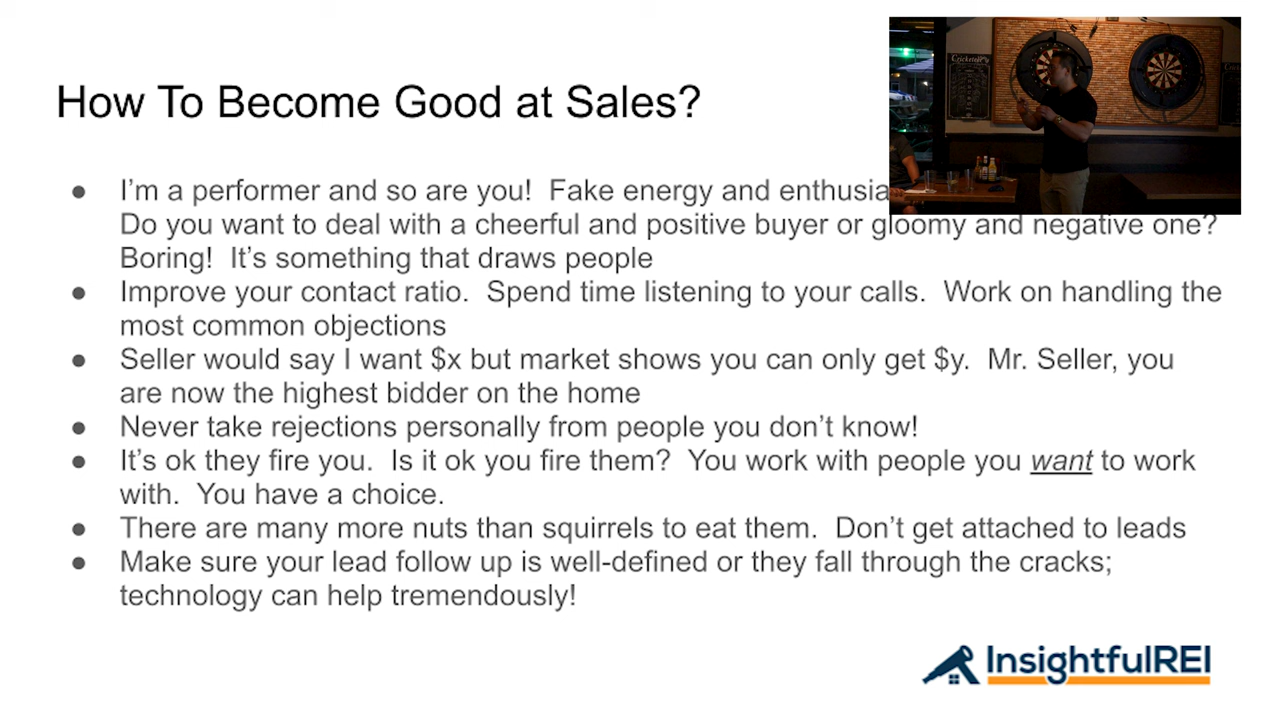 How To Become Good at Sales?
● I'm a performer and so are you!  Fake energy and
Do you want to deal with a cheerful and positive buyer or gloomy and negative one?
Boring!  It's something that draws people
● Improve your contact ratio.  Spend time listening to your calls.  Work on handling the
most common objections
● Seller would say I want $x but market shows you can only get $y.  Mr. Seller, you
are now the highest bidder on the home
● Never take rejections personally from people you don't know!
● It's ok they fire you.  Is it ok you fire them?  You work with people you want to work
with.  You have a choice.
● There are many more nuts than squirrels to eat them.  Don't get attached to leads
● Make sure your lead follow up is well-defined or they fall through the cracks;
technology can help tremendously!
InsightfulREI